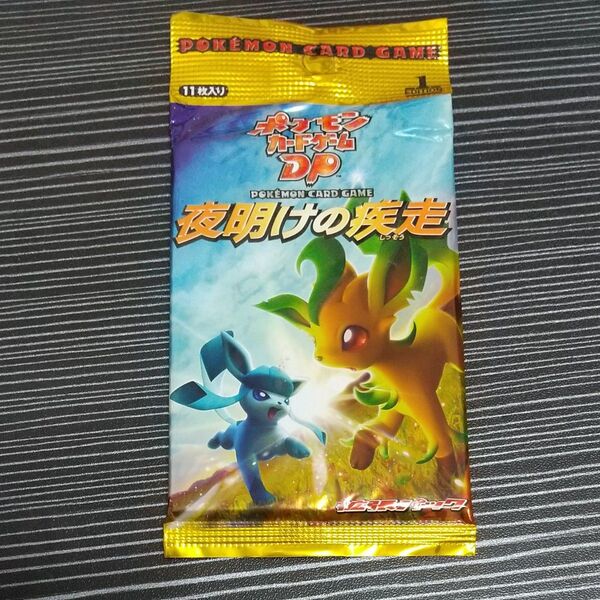 POKÉMON CARD GAME
11枚入り
1
EDITION
ポケモン
カードゲーム
DP
POKÉMON CARD GAME
夜明けの疾走
しっそう